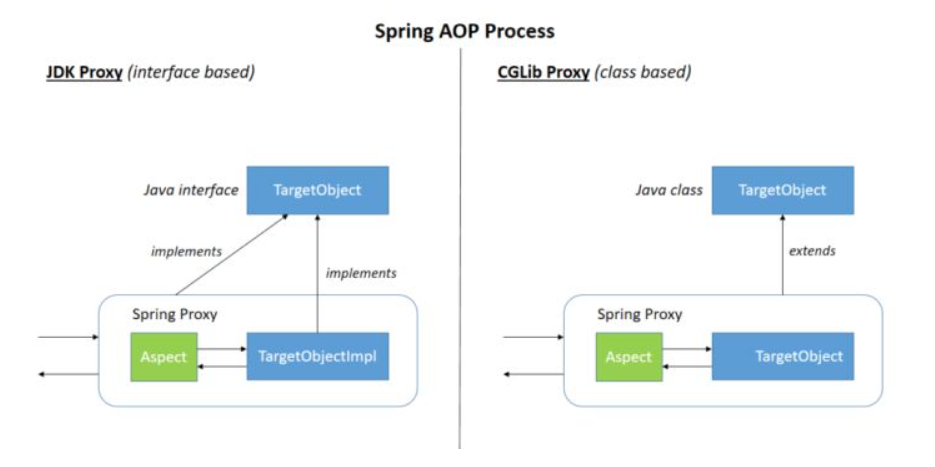 Spring AOP Process
JDK Proxy (interface based)
Java interface
TargetObject
implements
implements
Spring Proxy
Aspect
TargetObjectImpl
CGLib Proxy (class based)
Java class
TargetObject
extends
Spring Proxy
Aspect
TargetObject